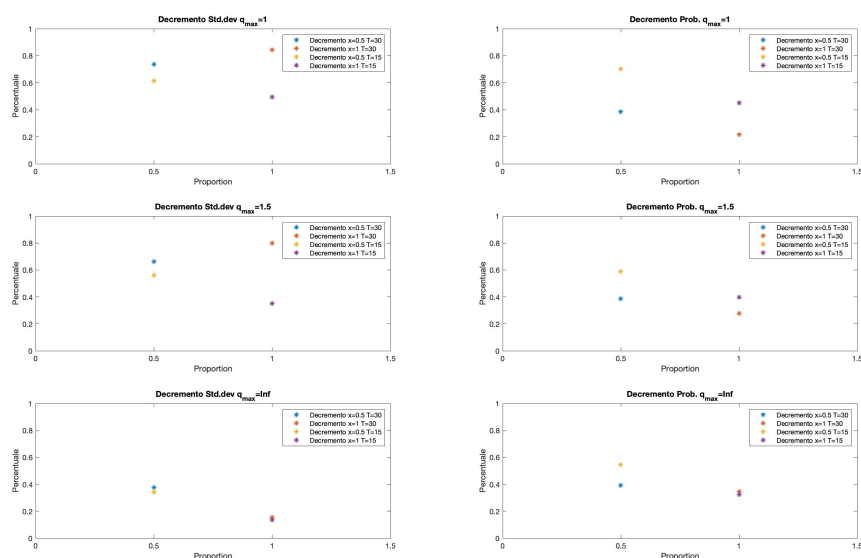 Decremento Std.dev q_max=1
Decremento x=0.5 T=30
Decremento x=1 T=30
Decremento x=0.5 T=15
Decremento x=1 T=15
Percentuale
1
0.8
0.6
0.4
0.2
0
0 0.5 1 1.5
Proportion
Decremento Prob. q_max=1
Decremento x=0.5 T=30
Decremento x=1 T=30
Decremento x=0.5 T=15
Decremento x=1 T=15
Percentuale
1
0.8
0.6
0.4
0.2
0
0 0.5 1 1.5
Proportion
Decremento Std.dev q_max=1.5
Decremento x=0.5 T=30
Decremento x=1 T=30
Decremento x=0.5 T=15
Decremento x=1 T=15
Percentuale
1
0.8
0.6
0.4
0.2
0
0 0.5 1 1.5
Proportion
Decremento Prob. q_max=1.5
Decremento x=0.5 T=30
Decremento x=1 T=30
Decremento x=0.5 T=15
Decremento x=1 T=15
Percentuale
1
0.8
0.6
0.4
0.2
0
0 0.5 1 1.5
Proportion
Decremento Std.dev q_max=Inf
Decremento x=0.5 T=30
Decremento x=1 T=30
Decremento x=0.5 T=15
Decremento x=1 T=15
Percentuale
1
0.8
0.6
0.4
0.2
0
0 0.5 1 1.5
Proportion
Decremento Prob. q_max=Inf
Decremento x=0.5 T=30
Decremento x=1 T=30
Decremento x=0.5 T=15
Decremento x=1 T=15
Percentuale
1
0.8
0.6
0.4
0.2
0
0 0.5 1 1.5
Proportion